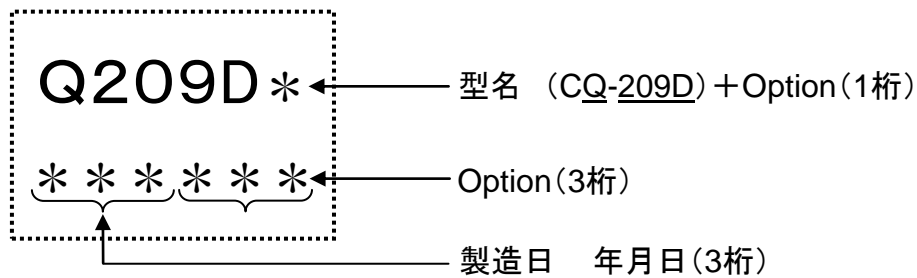 Q209D* 型名 （CQ-209D）＋Option（1桁）
****** Option（3桁）
製造日 年月日（3桁）